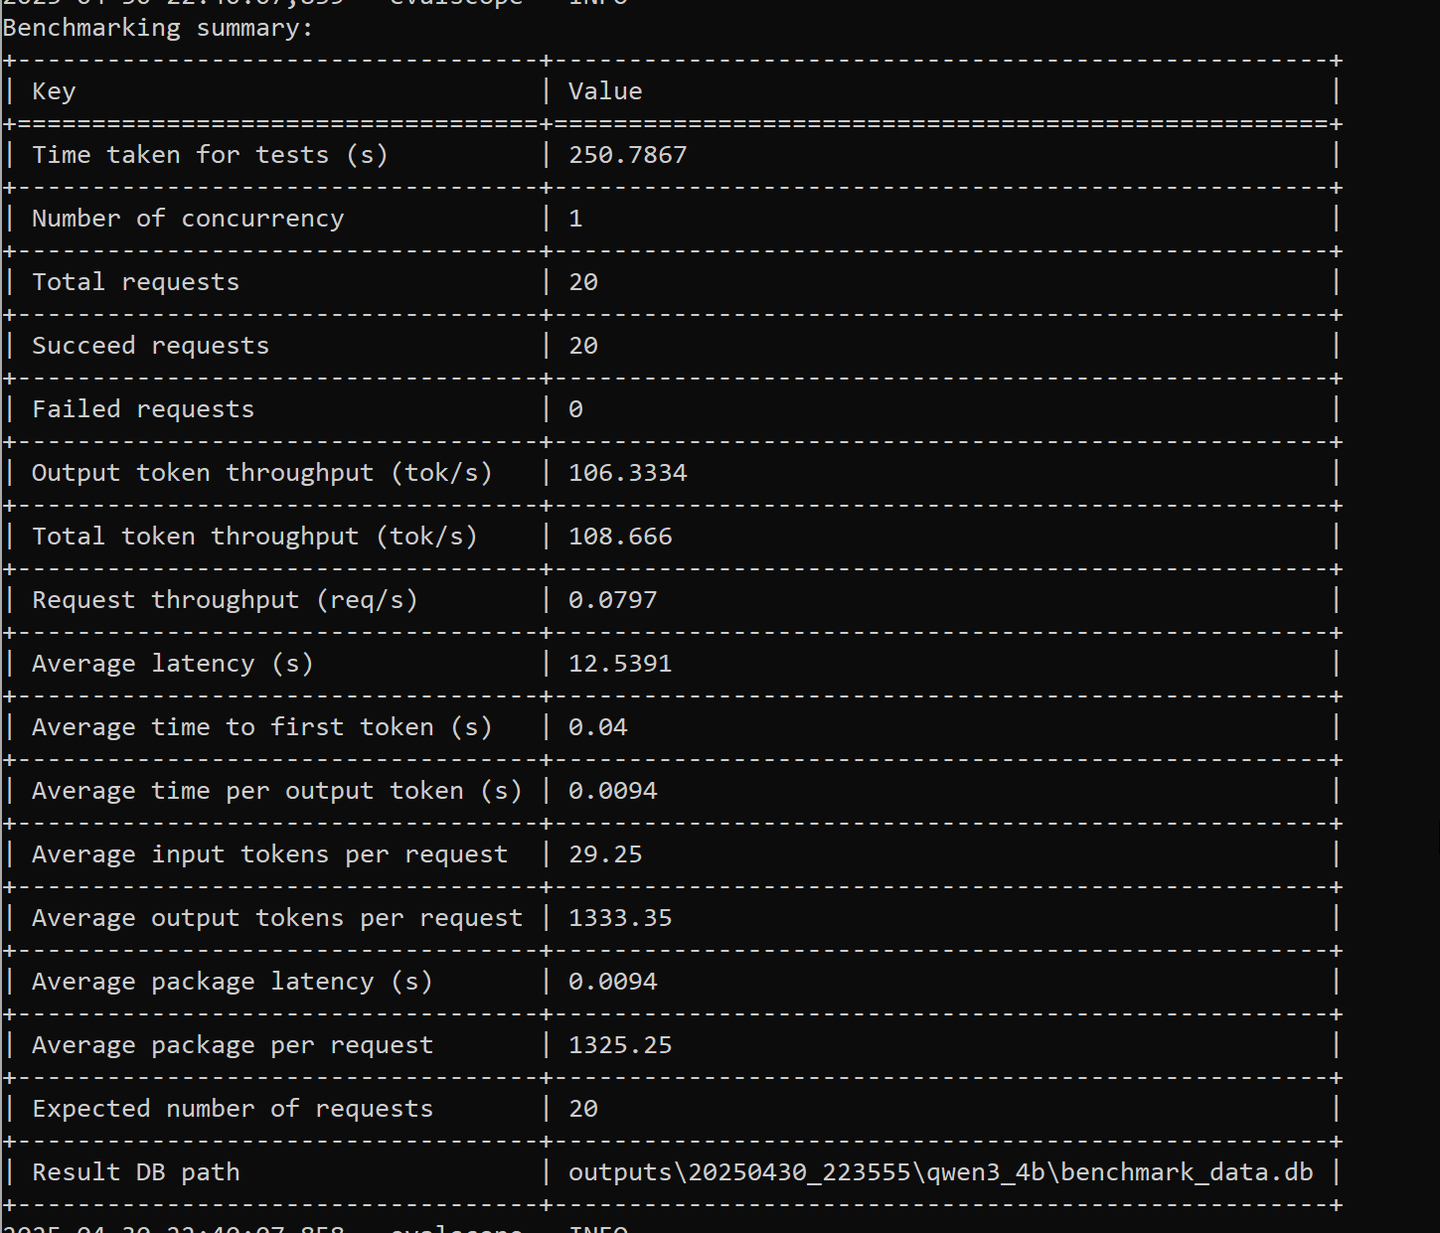 Benchmarking summary:
+-----------------------------------+----------------------------------------------------+
| Key                               | Value                                              |
+===================================+====================================================+
| Time taken for tests (s)          | 250.7867                                           |
+-----------------------------------+----------------------------------------------------+
| Number of concurrency             | 1                                                  |
+-----------------------------------+----------------------------------------------------+
| Total requests                    | 20                                                 |
+-----------------------------------+----------------------------------------------------+
| Succeed requests                  | 20                                                 |
+-----------------------------------+----------------------------------------------------+
| Failed requests                   | 0                                                  |
+-----------------------------------+----------------------------------------------------+
| Output token throughput (tok/s)   | 106.3334                                           |
+-----------------------------------+----------------------------------------------------+
| Total token throughput (tok/s)    | 108.666                                            |
+-----------------------------------+----------------------------------------------------+
| Request throughput (req/s)        | 0.0797                                             |
+-----------------------------------+----------------------------------------------------+
| Average latency (s)               | 12.5391                                            |
+-----------------------------------+----------------------------------------------------+
| Average time to first token (s)   | 0.04                                               |
+-----------------------------------+----------------------------------------------------+
| Average time per output token (s) | 0.0094                                             |
+-----------------------------------+----------------------------------------------------+
| Average input tokens per request  | 29.25                                              |
+-----------------------------------+----------------------------------------------------+
| Average output tokens per request | 1333.35                                            |
+-----------------------------------+----------------------------------------------------+
| Average package latency (s)       | 0.0094                                             |
+-----------------------------------+----------------------------------------------------+
| Average package per request       | 1325.25                                            |
+-----------------------------------+----------------------------------------------------+
| Expected number of requests       | 20                                                 |
+-----------------------------------+----------------------------------------------------+
| Result DB path                    | outputs\20250430_223555\qwen3_4b\benchmark_data.db |
+-----------------------------------+----------------------------------------------------+